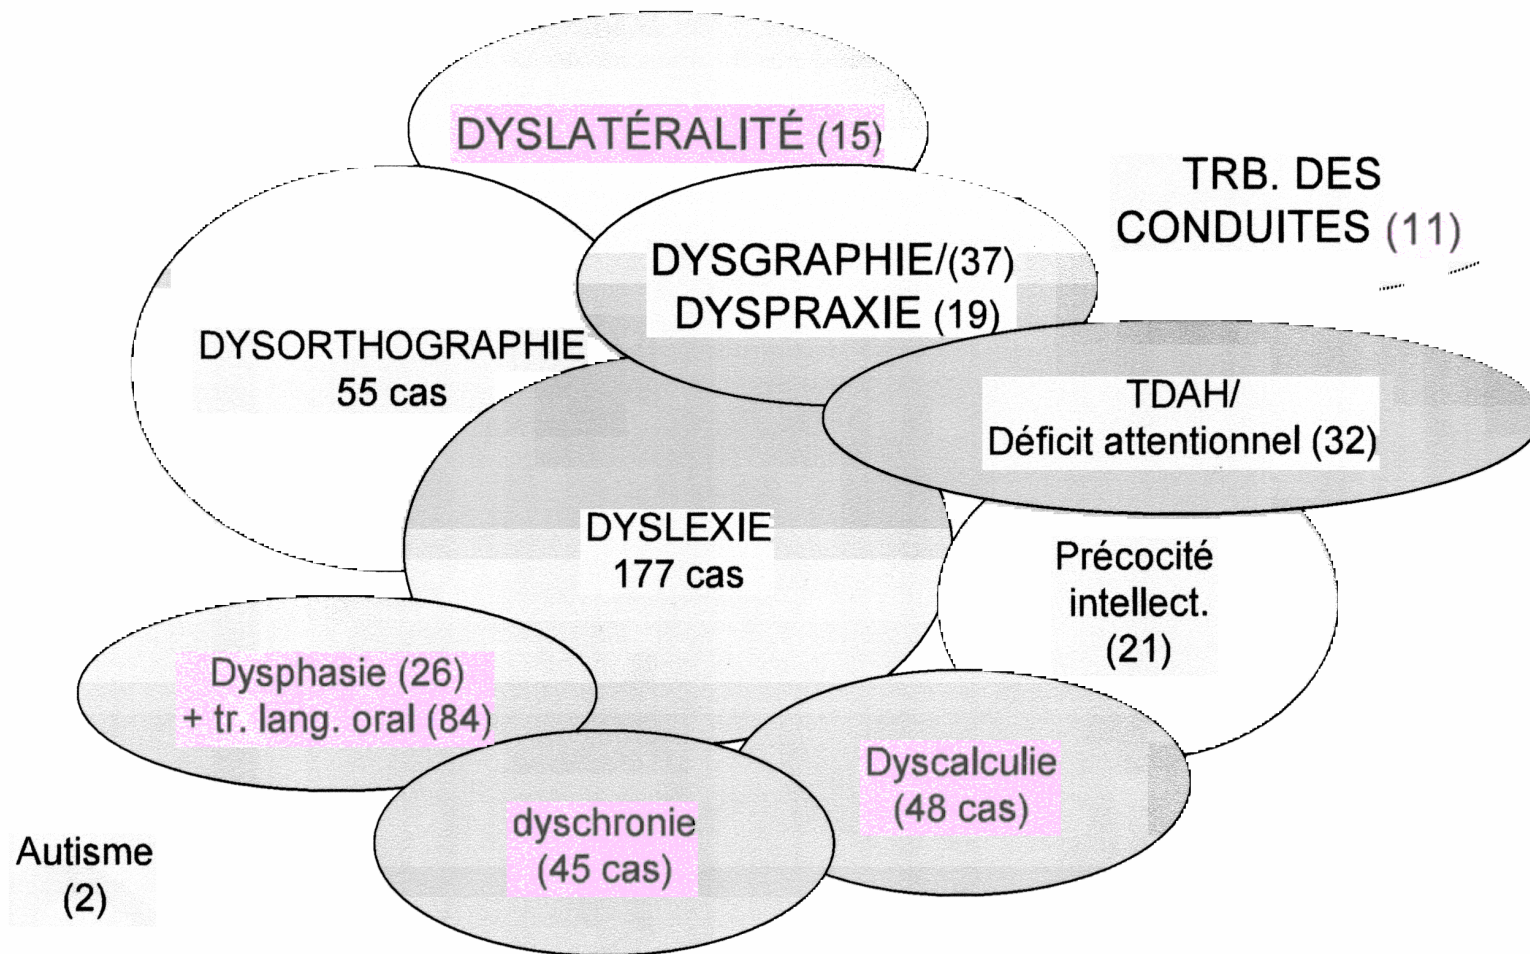 DYSLATÉRALITÉ (15)
TRB. DES
CONDUITES (11)
DYSGRAPHIE/(37)
DYSPRAXIE (19)
DYSORTHOGRAPHIE
55 cas
TDAH/
Déficit attentionnel (32)
DYSLEXIE
177 cas
Précocité
intellect.
(21)
Dysphasie (26)
+ tr. lang. oral (84)
Dyscalculie
(48 cas)
dyschronie
(45 cas)
Autisme
(2)